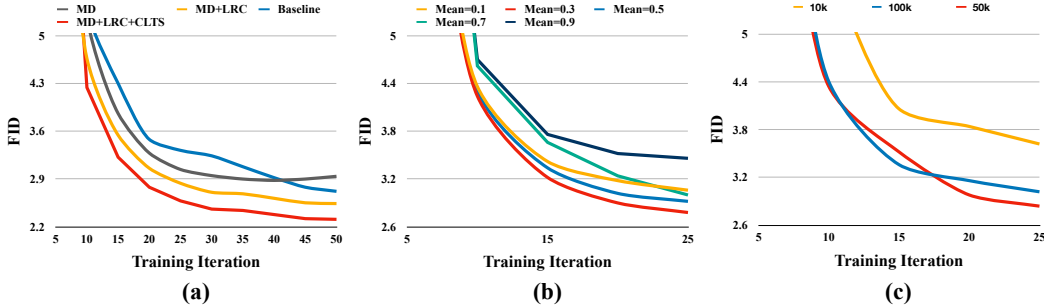 MD MD+LRC Baseline
MD+LRC+CLTS
FID
5
4.3
3.6
2.9
2.2
5 10 15 20 25 30 35 40 45 50
Training Iteration
(a)
Mean=0.1 Mean=0.3 Mean=0.5
Mean=0.7 Mean=0.9
FID
5
4.4
3.8
3.2
2.6
5 15 25
Training Iteration
(b)
10k 100k 50k
FID
5
4.4
3.8
3.2
2.6
5 10 15 20 25
Training Iteration
(c)